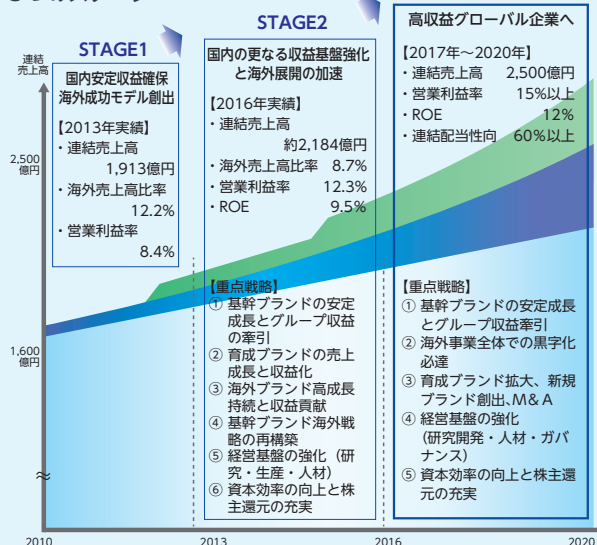 連結
売上高
2,500
億円
1,600
億円
STAGE1
国内安定収益確保
海外成功モデル創出
【2013年実績】
・連結売上高
1,913億円
・海外売上高比率
12.2%
・営業利益率
8.4%
STAGE2
国内の更なる収益基盤強化
と海外展開の加速
【2016年実績】
・連結売上高
約2,184億円
・海外売上高比率 8.7%
・営業利益率 12.3%
・ROE 9.5%
【重点戦略】
① 基幹ブランドの安定
成長とグループ収益
の牽引
② 育成ブランドの売上
成長と収益化
③ 海外ブランド高成長
持続と収益貢献
④ 基幹ブランド海外戦
略の再構築
⑤ 経営基盤の強化（研
究・生産・人材）
⑥ 資本効率の向上と株
主還元の充実
高収益グローバル企業へ
【2017年～2020年】
・連結売上高 2,500億円
・営業利益率 15%以上
・ROE 12%
・連結配当性向 60%以上
【重点戦略】
① 基幹ブランドの安定成長
とグループ収益牽引
② 海外事業全体での黒字化
必達
③ 育成ブランド拡大、新規
ブランド創出、M&A
④ 経営基盤の強化
（研究開発・人材・ガバ
ナンス）
⑤ 資本効率の向上と株主還
元の充実
2010 2013 2016 2020